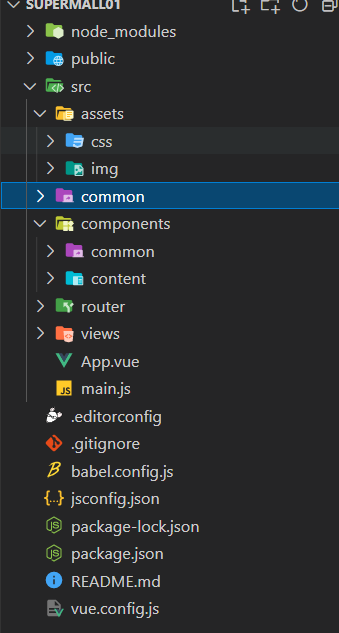 SUPERMALL01
node_modules
public
src
assets
css
img
common
components
common
content
router
views
App.vue
JS main.js
.editorconfig
.gitignore
babel.config.js
jsconfig.json
package-lock.json
package.json
README.md
vue.config.js